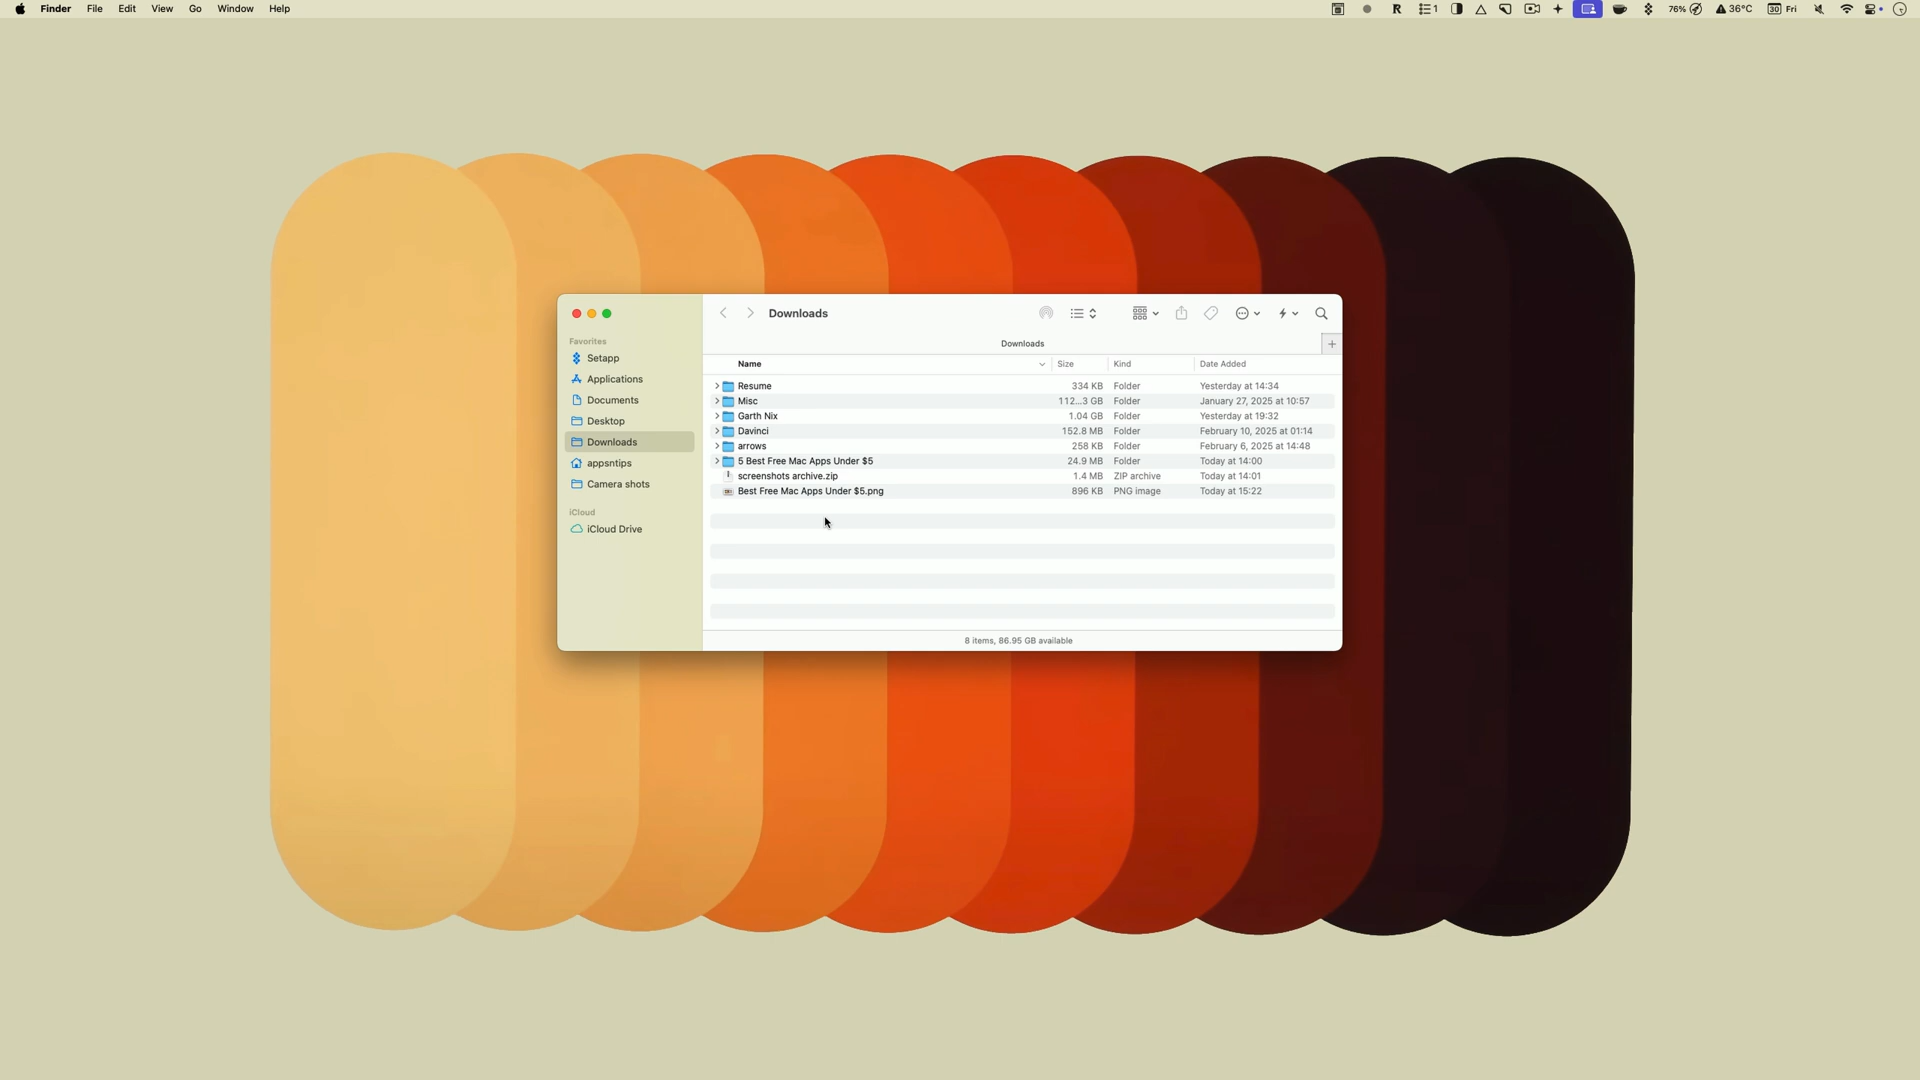 Finder File Edit View Go Window Help
R 1 76% 36°C 30 Fri
Downloads
Downloads
+
Favorites
Setapp
Applications
Documents
Desktop
Downloads
appsntips
Camera shots
iCloud
iCloud Drive
Name Size Kind Date Added
Resume 334 KB Folder Yesterday at 14:34
Misc 112...3 GB Folder January 27, 2025 at 10:57
Garth Nix 1.04 GB Folder Yesterday at 19:32
Davinci 152.8 MB Folder February 10, 2025 at 01:14
arrows 258 KB Folder February 6, 2025 at 14:48
5 Best Free Mac Apps Under $5 24.9 MB Folder Today at 14:00
screenshots archive.zip 1.4 MB ZIP archive Today at 14:01
Best Free Mac Apps Under $5.png 896 KB PNG image Today at 15:22
8 items, 86.95 GB available